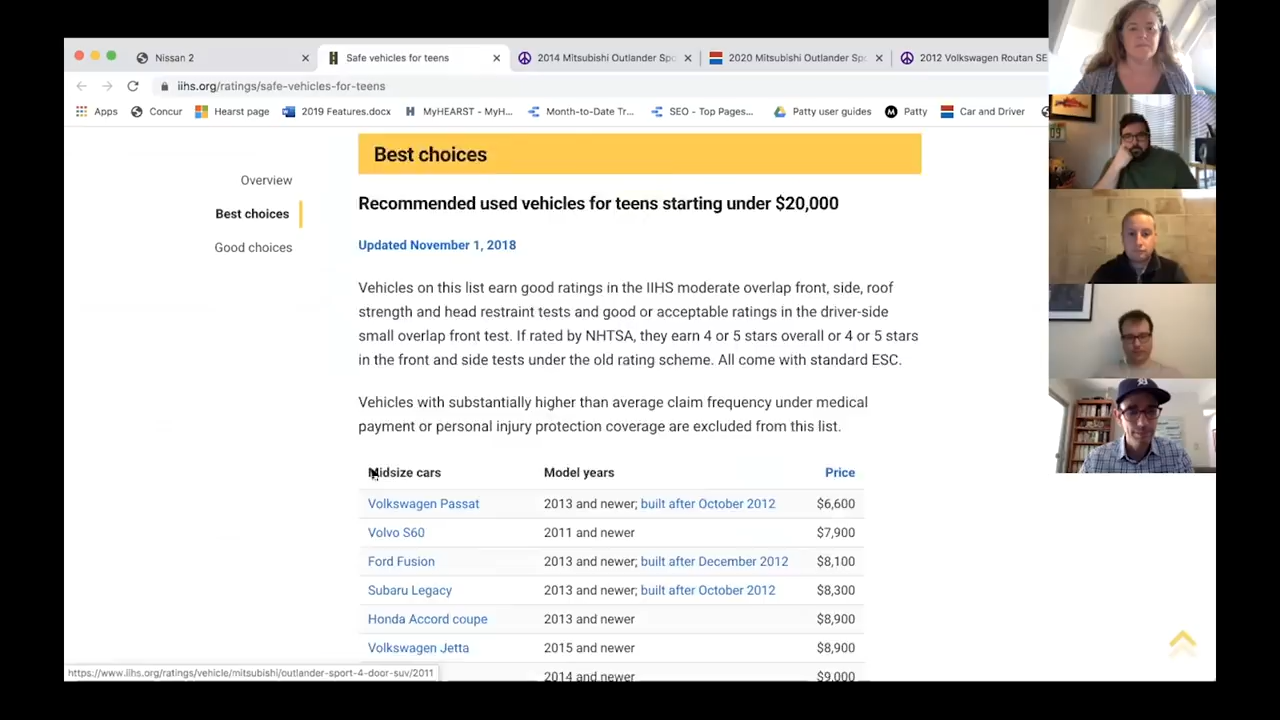 Nissan 2
Safe vehicles for teens
2014 Mitsubishi Outlander Spo
2020 Mitsubishi Outlander Spo
2012 Volkswagen Routan SE
iihs.org/ratings/safe-vehicles-for-teens
Apps
Concur
Hearst page
2019 Features.docx
MyHEARST - MyH...
Month-to-Date Tr...
SEO - Top Pages...
Patty user guides
Patty
Car and Driver
Overview
Best choices
Good choices
Best choices
Recommended used vehicles for teens starting under $20,000
Updated November 1, 2018
Vehicles on this list earn good ratings in the IIHS moderate overlap front, side, roof
strength and head restraint tests and good or acceptable ratings in the driver-side
small overlap front test. If rated by NHTSA, they earn 4 or 5 stars overall or 4 or 5 stars
in the front and side tests under the old rating scheme. All come with standard ESC.
Vehicles with substantially higher than average claim frequency under medical
payment or personal injury protection coverage are excluded from this list.
Midsize cars Model years Price
Volkswagen Passat 2013 and newer; built after October 2012 $6,600
Volvo S60 2011 and newer $7,900
Ford Fusion 2013 and newer; built after December 2012 $8,100
Subaru Legacy 2013 and newer; built after October 2012 $8,300
Honda Accord coupe 2013 and newer $8,900
Volkswagen Jetta 2015 and newer $8,900
2014 and newer $9,000
https://www.iihs.org/ratings/vehicle/mitsubishi/outlander-sport-4-door-suv/2011